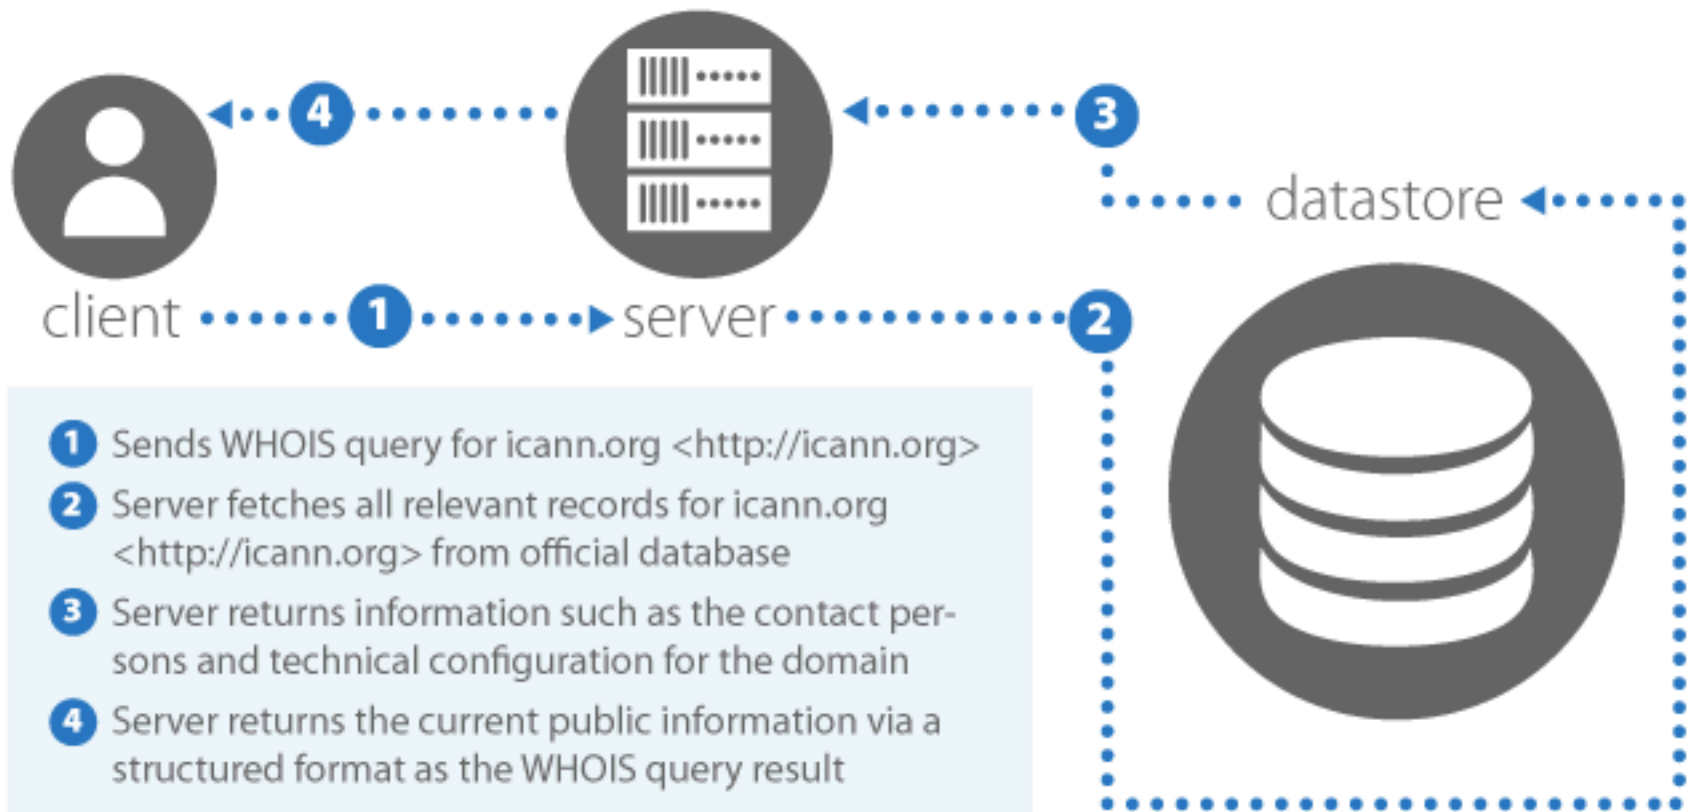 4
3
datastore
client
1
server
2
1 Sends WHOIS query for icann.org <http://icann.org>
2 Server fetches all relevant records for icann.org
<http://icann.org> from official database
3 Server returns information such as the contact per-
sons and technical configuration for the domain
4 Server returns the current public information via a
structured format as the WHOIS query result